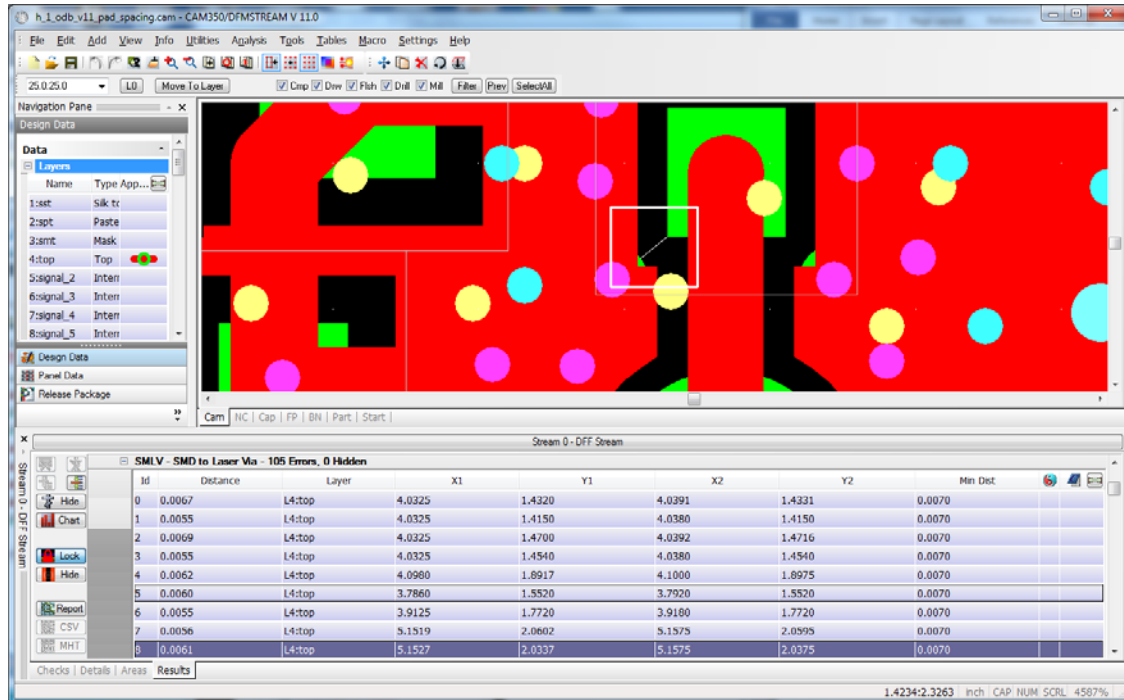 h_1_odb_v11_pad_spacing.cam - CAM350/DFMSTREAM V 11.0
File Edit Add View Info Utilities Analysis Tools Tables Macro Settings Help
25.0:25.0 L0 Move To Layer Cmp Drw Flsh Drill Mill Filter Prev SelectAll
Navigation Pane
Design Data
Data
Layers
Name Type App...
1:sst Silk tc
2:spt Paste
3:smt Mask
4:top Top
5:signal_2 Intern
6:signal_3 Intern
7:signal_4 Intern
8:signal_5 Intern
Design Data
Panel Data
Release Package
Cam NC Cap FP BN Part Start
Stream 0 - DFF Stream
Stream 0 - DFF Stream
SMLV - SMD to Laser Via - 105 Errors, 0 Hidden
Id Distance Layer X1 Y1 X2 Y2 Min Dist
0 0.0067 L4:top 4.0325 1.4320 4.0391 1.4331 0.0070
1 0.0055 L4:top 4.0325 1.4150 4.0380 1.4150 0.0070
2 0.0069 L4:top 4.0325 1.4700 4.0392 1.4716 0.0070
3 0.0055 L4:top 4.0325 1.4540 4.0380 1.4540 0.0070
4 0.0062 L4:top 4.0980 1.8917 4.1000 1.8975 0.0070
5 0.0060 L4:top 3.7860 1.5520 3.7920 1.5520 0.0070
6 0.0055 L4:top 3.9125 1.7720 3.9180 1.7720 0.0070
7 0.0056 L4:top 5.1519 2.0602 5.1575 2.0595 0.0070
8 0.0061 L4:top 5.1527 2.0337 5.1575 2.0375 0.0070
Hide
Chart
Lock
Hide
Report
CSV
MHT
Checks Details Areas Results
1.4234:2.3263 inch CAP NUM SCRL 4587%